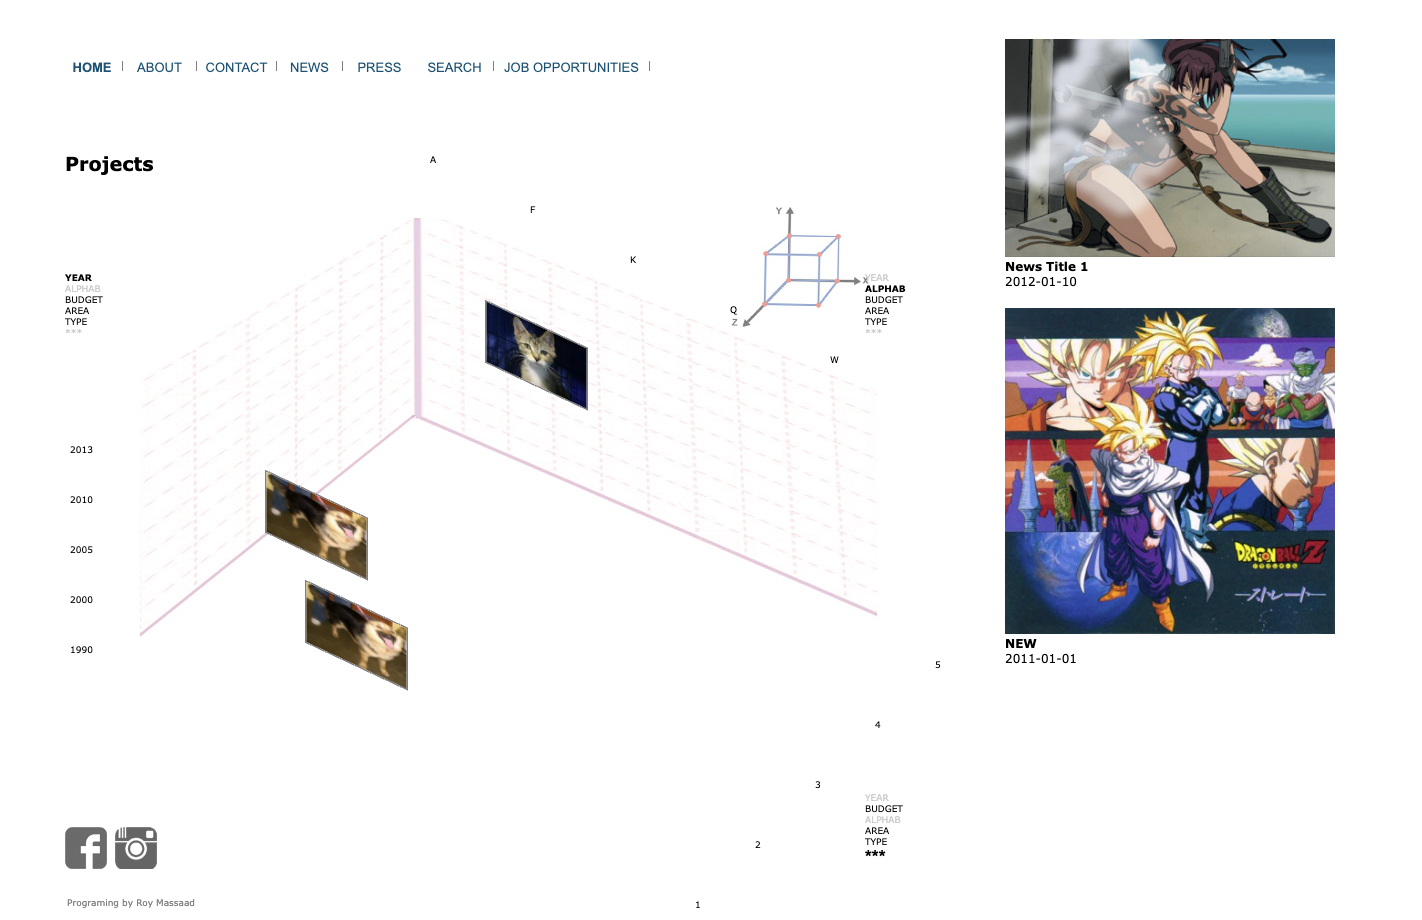 HOME
ABOUT
CONTACT
NEWS
PRESS
SEARCH
JOB OPPORTUNITIES
Projects
A
F
K
Q
W
Y
X
Z
YEAR
ALPHAB
BUDGET
AREA
TYPE
***
YEAR
ALPHAB
BUDGET
AREA
TYPE
***
2013
2010
2005
2000
1990
5
4
3
2
1
YEAR
BUDGET
ALPHAB
AREA
TYPE
***
News Title 1
2012-01-10
DRAGONBALL Z
ストレート
NEW
2011-01-01
Programing by Roy Massaad